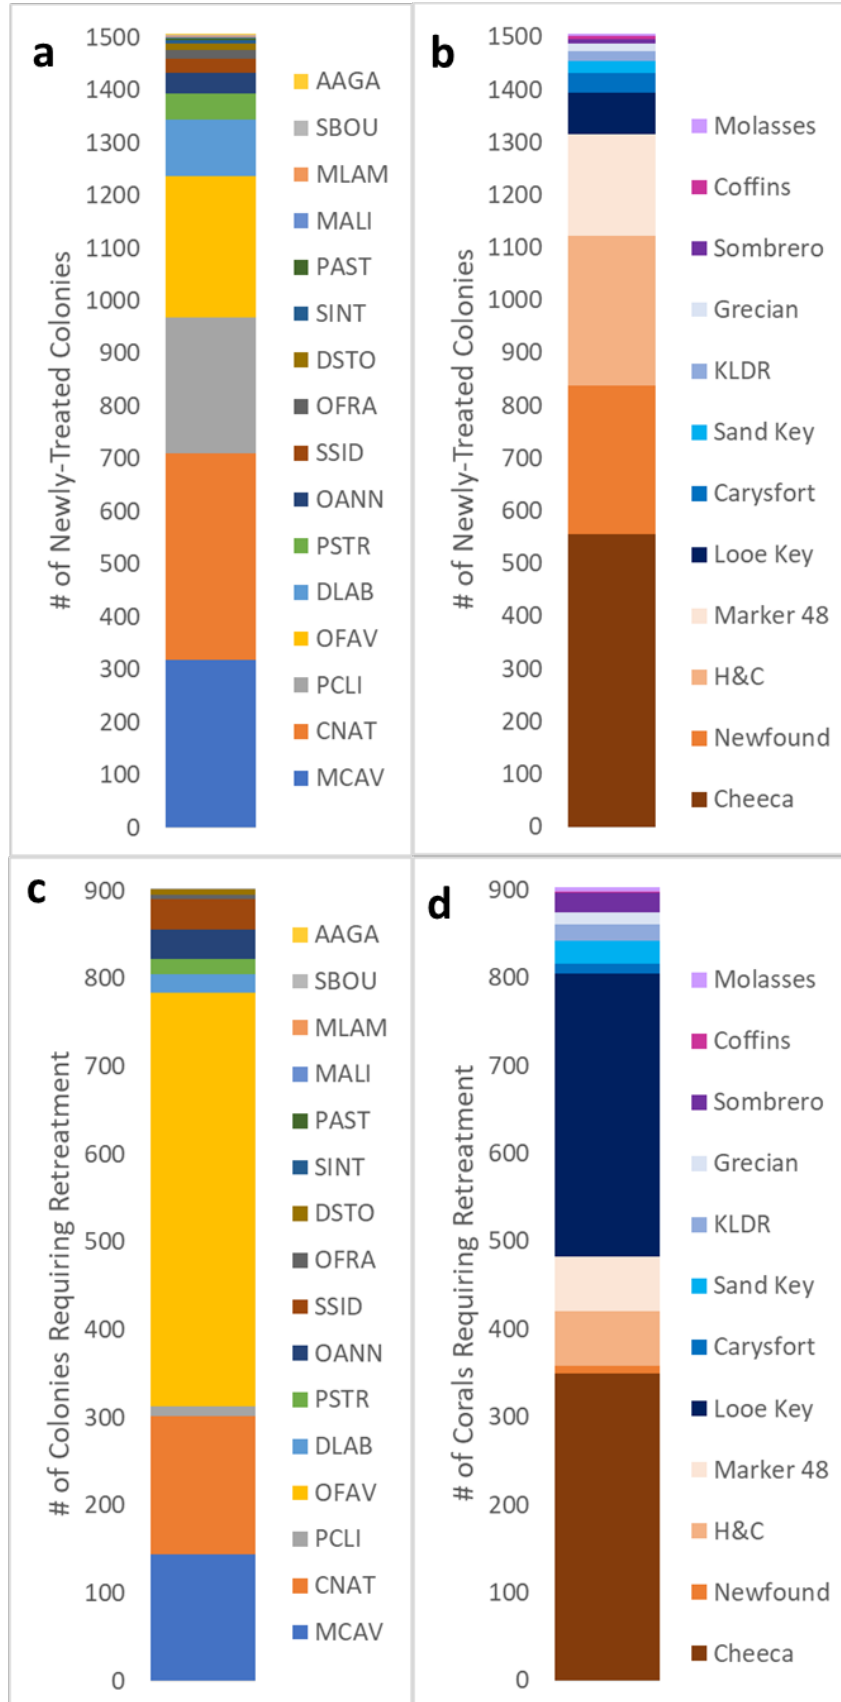 a
# of Newly-Treated Colonies
1500
1400
1300
1200
1100
1000
900
800
700
600
500
400
300
200
100
0
AAGA
SBOU
MLAM
MALI
PAST
SINT
DSTO
OFRA
SSID
OANN
PSTR
DLAB
OFAV
PCLI
CNAT
MCAV
b
# of Newly-Treated Colonies
1500
1400
1300
1200
1100
1000
900
800
700
600
500
400
300
200
100
0
Molasses
Coffins
Sombrero
Grecian
KLDR
Sand Key
Carysfort
Looe Key
Marker 48
H&C
Newfound
Cheeca
c
# of Colonies Requiring Retreatment
900
800
700
600
500
400
300
200
100
0
AAGA
SBOU
MLAM
MALI
PAST
SINT
DSTO
OFRA
SSID
OANN
PSTR
DLAB
OFAV
PCLI
CNAT
MCAV
d
# of Corals Requiring Retreatment
900
800
700
600
500
400
300
200
100
0
Molasses
Coffins
Sombrero
Grecian
KLDR
Sand Key
Carysfort
Looe Key
Marker 48
H&C
Newfound
Cheeca